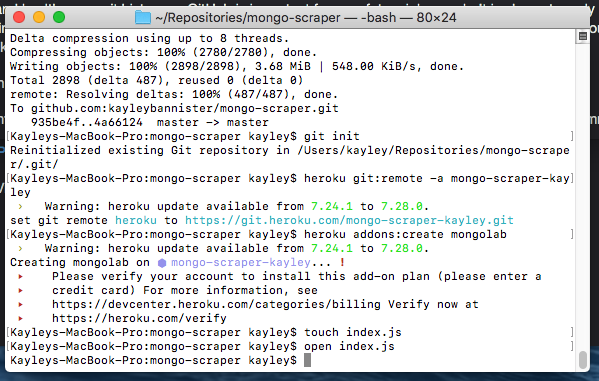 ~/Repositories/mongo-scraper — -bash — 80×24
Delta compression using up to 8 threads.
Compressing objects: 100% (2780/2780), done.
Writing objects: 100% (2898/2898), 3.68 MiB | 548.00 KiB/s, done.
Total 2898 (delta 487), reused 0 (delta 0)
remote: Resolving deltas: 100% (487/487), done.
To github.com:kayleybannister/mongo-scraper.git
   935be4f..4a66124  master -> master
[Kayleys-MacBook-Pro:mongo-scraper kayley$ git init ]
Reinitialized existing Git repository in /Users/kayley/Repositories/mongo-scrape
r/.git/
[Kayleys-MacBook-Pro:mongo-scraper kayley$ heroku git:remote -a mongo-scraper-kay]
ley
 ›   Warning: heroku update available from 7.24.1 to 7.28.0.
set git remote heroku to https://git.heroku.com/mongo-scraper-kayley.git
[Kayleys-MacBook-Pro:mongo-scraper kayley$ heroku addons:create mongolab ]
 ›   Warning: heroku update available from 7.24.1 to 7.28.0.
Creating mongolab on ⬢ mongo-scraper-kayley... !
 ▸    Please verify your account to install this add-on plan (please enter a
 ▸    credit card) For more information, see
 ▸    https://devcenter.heroku.com/categories/billing Verify now at
 ▸    https://heroku.com/verify
[Kayleys-MacBook-Pro:mongo-scraper kayley$ touch index.js ]
[Kayleys-MacBook-Pro:mongo-scraper kayley$ open index.js ]
Kayleys-MacBook-Pro:mongo-scraper kayley$